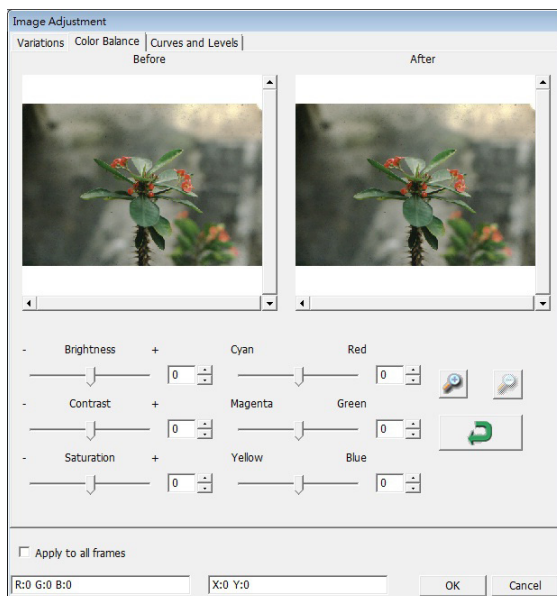 Image Adjustment
Variations Color Balance Curves and Levels
Before After
- Brightness + Cyan Red
0 0
- Contrast + Magenta Green
0 0
- Saturation + Yellow Blue
0 0
Apply to all frames
R:0 G:0 B:0 X:0 Y:0 OK Cancel